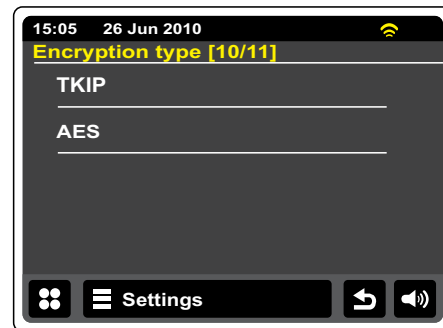 15:05 26 Jun 2010
Encryption type [10/11]
TKIP
AES
Settings